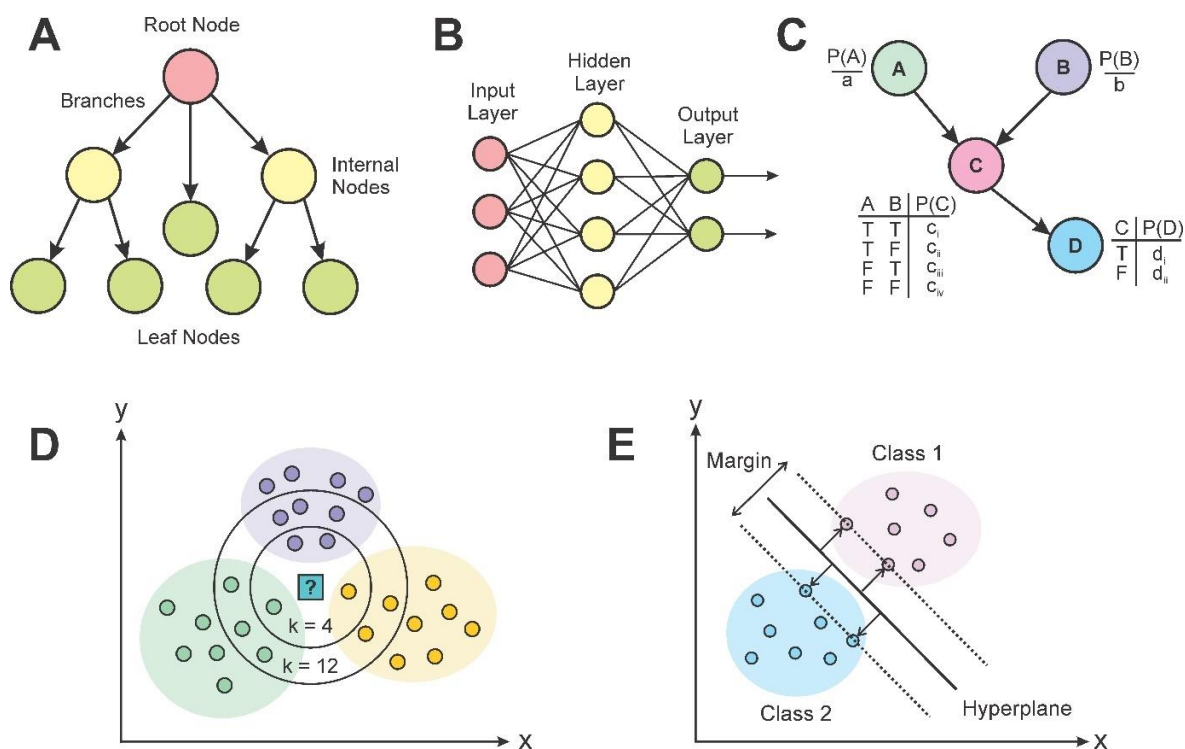 A
Root Node
Branches
Internal
Nodes
Leaf Nodes
B
Input
Layer
Hidden
Layer
Output
Layer
C
P(A)
a
A
B
P(B)
b
C
A B P(C)
T T cᵢ
T F cᵢᵢ
F T cᵢᵢᵢ
F F cᵢᵥ
D
C P(D)
T dᵢ
F dᵢᵢ
D
y
?
k = 4
k = 12
x
E
y
Margin
Class 1
Class 2
Hyperplane
x